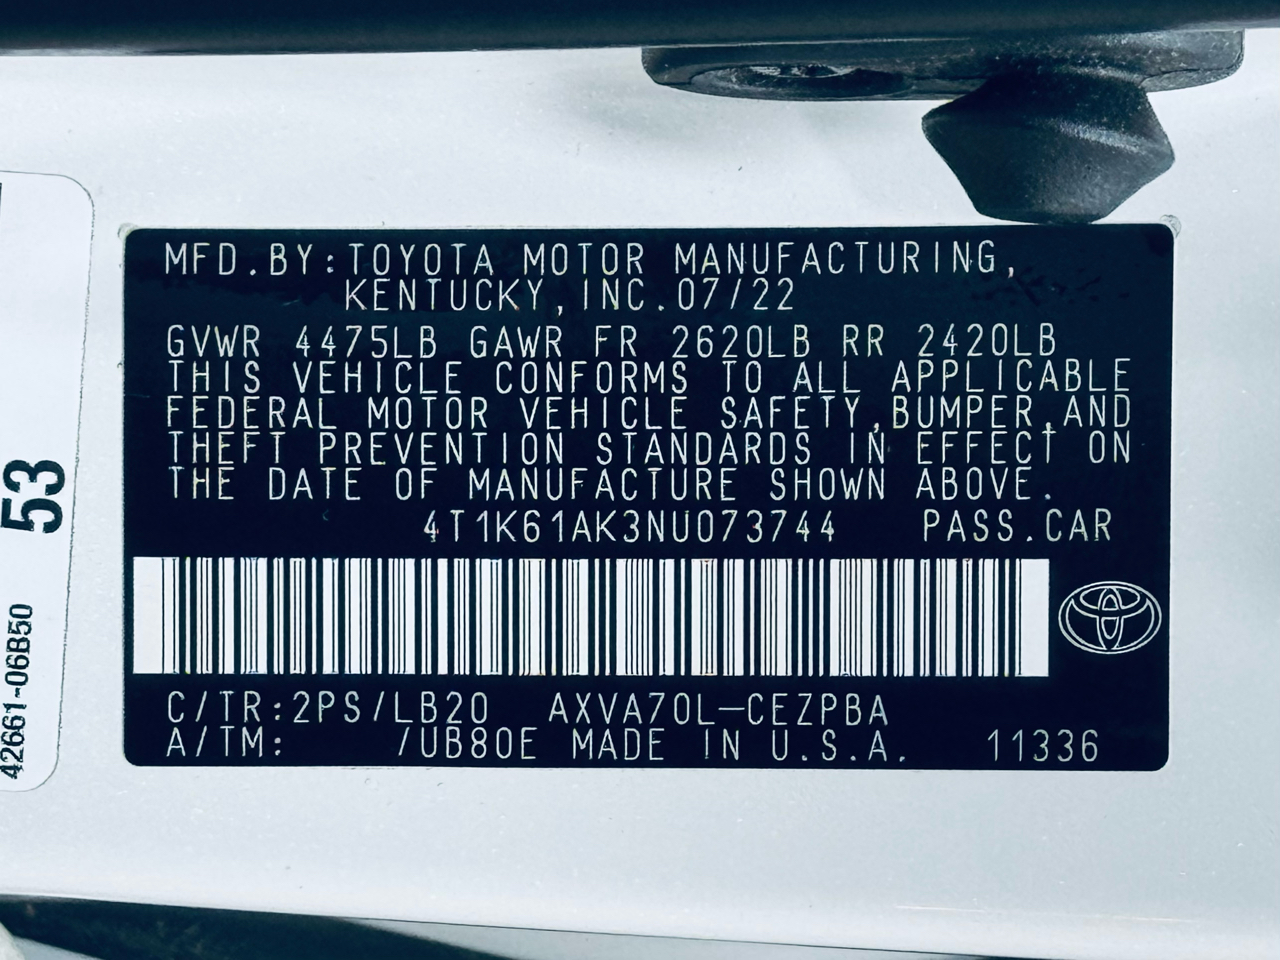 MFD.BY:TOYOTA MOTOR MANUFACTURING,
KENTUCKY,INC.07/22
GVWR 4475LB GAWR FR 2620LB RR 2420LB
THIS VEHICLE CONFORMS TO ALL APPLICABLE
FEDERAL MOTOR VEHICLE SAFETY,BUMPER,AND
THEFT PREVENTION STANDARDS IN EFFECT ON
THE DATE OF MANUFACTURE SHOWN ABOVE.
4T1K61AK3NU073744 PASS.CAR
C/TR:2PS/LB20 AXVA70L-CEZPBA
A/TM: /UB80E MADE IN U.S.A. 11336
53
42661-06B50